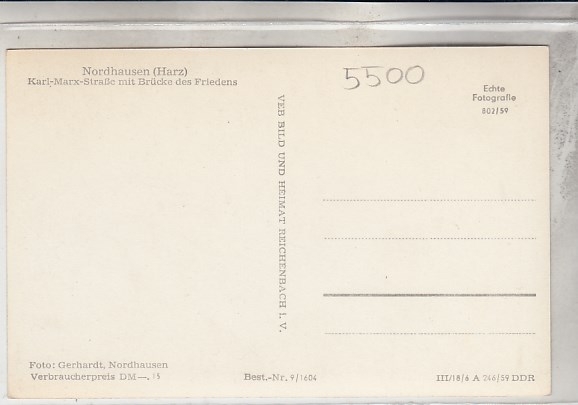 Nordhausen (Harz)
Karl-Marx-Straße mit Brücke des Friedens
5500
Echte
Fotografie
802/59
VEB BILD UND HEIMAT REICHENBACH i. V.
Foto: Gerhardt, Nordhausen
Verbraucherpreis DM —. 15
Best.-Nr. 9/1604
III/18/6 A 246/59 DDR